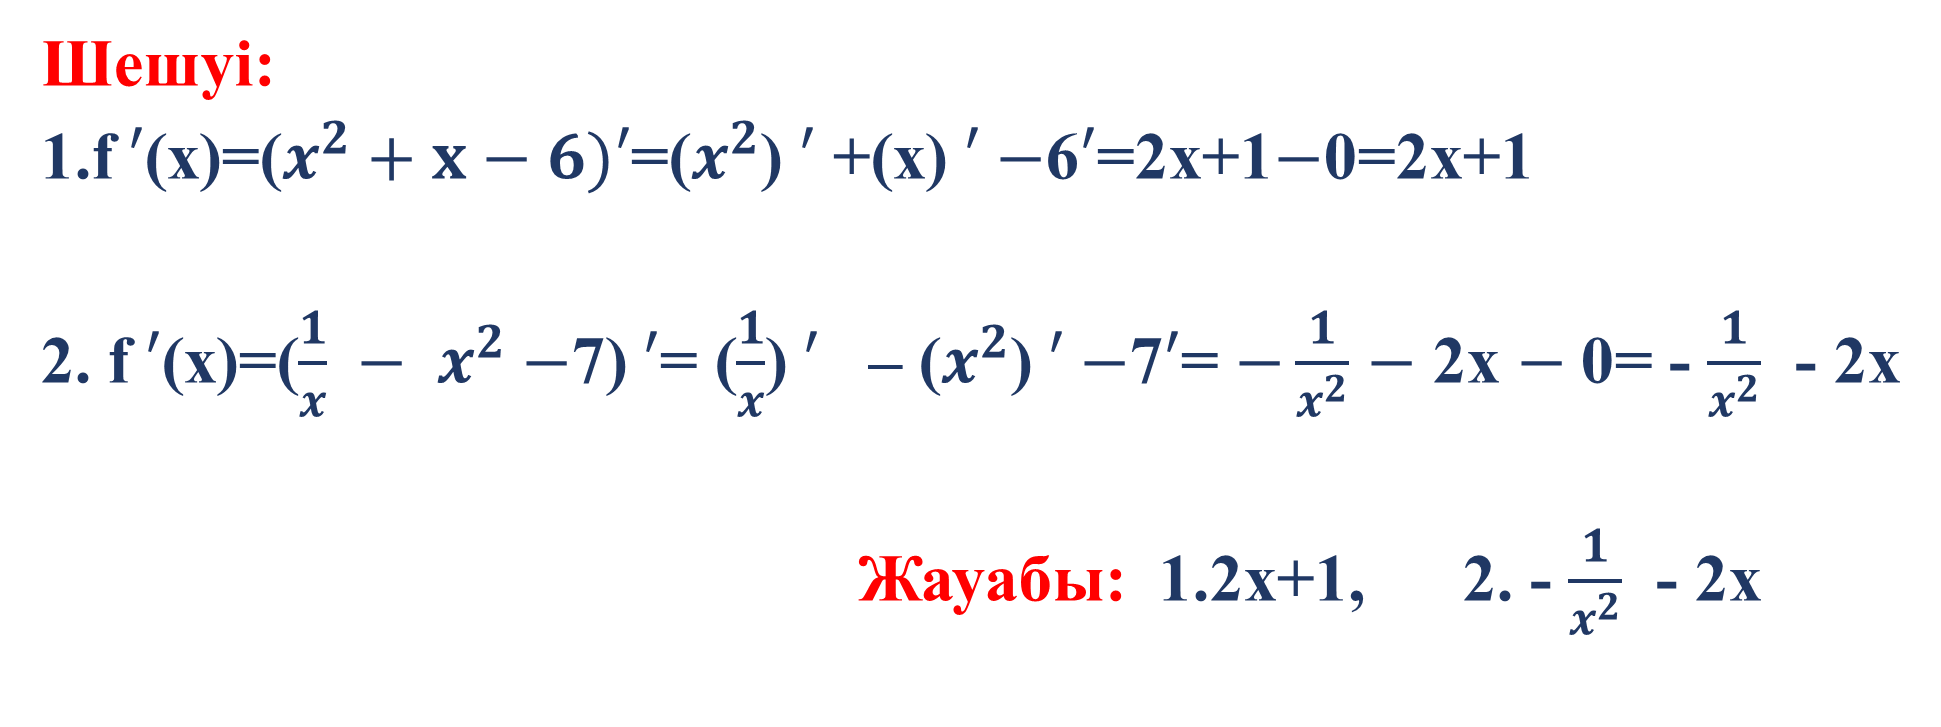 Шешуі:
1.f ′(x)=(x² + x − 6)′=(x²) ′ +(x) ′ −6′=2x+1−0=2x+1
2. f ′(x)=(1/x − x² −7) ′= (1/x) ′ – (x²) ′ −7′= − 1/x² − 2x − 0= - 1/x² - 2x
Жауабы: 1.2x+1, 2. - 1/x² - 2x